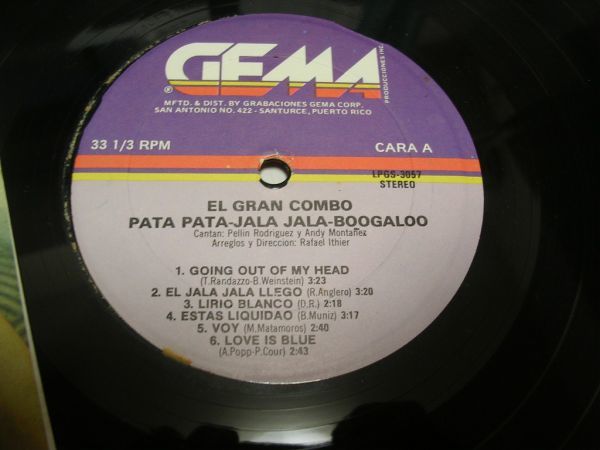 GEMA
PRODUCCIONES INC.
®
MFTD. & DIST. BY GRABACIONES GEMA CORP.
SAN ANTONIO NO. 422 - SANTURCE, PUERTO RICO
33 1/3 RPM
CARA A
LPGS-3057
STEREO
EL GRAN COMBO
PATA PATA-JALA JALA-BOOGALOO
Cantan: Pellin Rodriguez y Andy Montañez
Arreglos y Direccion: Rafael Ithier
1. GOING OUT OF MY HEAD
(T.Randazzo-B.Weinstein) 3:23
2. EL JALA JALA LLEGO (R.Anglero) 3:20
3. LIRIO BLANCO (D.R.) 2:18
4. ESTAS LIQUIDAO (B.Muniz) 3:17
5. VOY (M.Matamoros) 2:40
6. LOVE IS BLUE
(A.Popp-P.Cour) 2:43